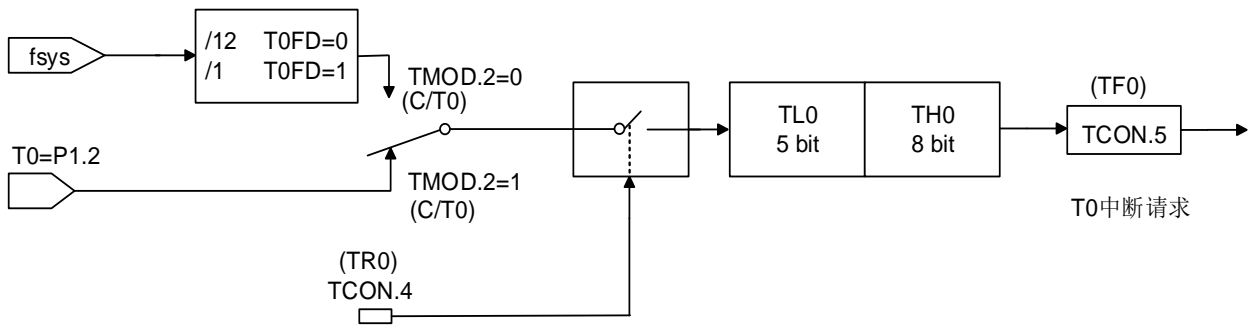 /12 T0FD=0
/1 T0FD=1
fsys
TMOD.2=0
(C/T0)
T0=P1.2
TMOD.2=1
(C/T0)
(TR0)
TCON.4
TL0
5 bit
TH0
8 bit
(TF0)
TCON.5
T0中断请求